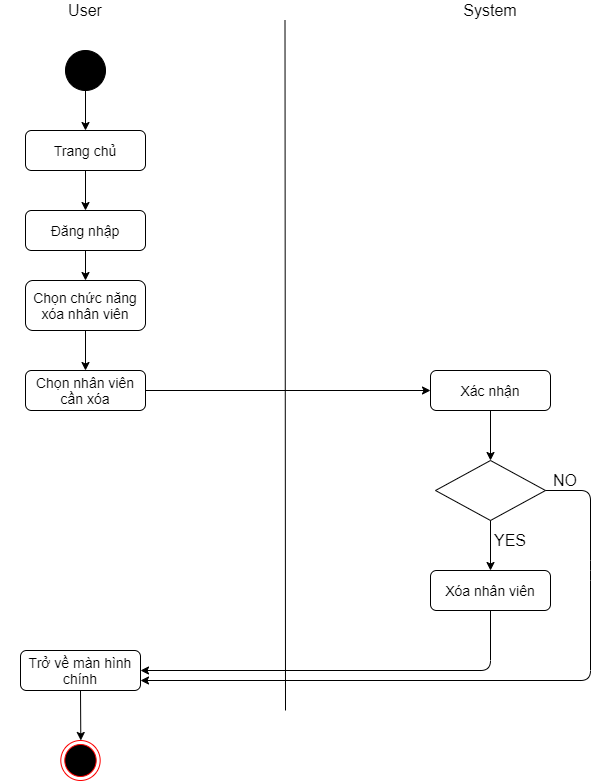 User
System
Trang chủ
Đăng nhập
Chọn chức năng
xóa nhân viên
Chọn nhân viên
cần xóa
Xác nhận
NO
YES
Xóa nhân viên
Trở về màn hình
chính